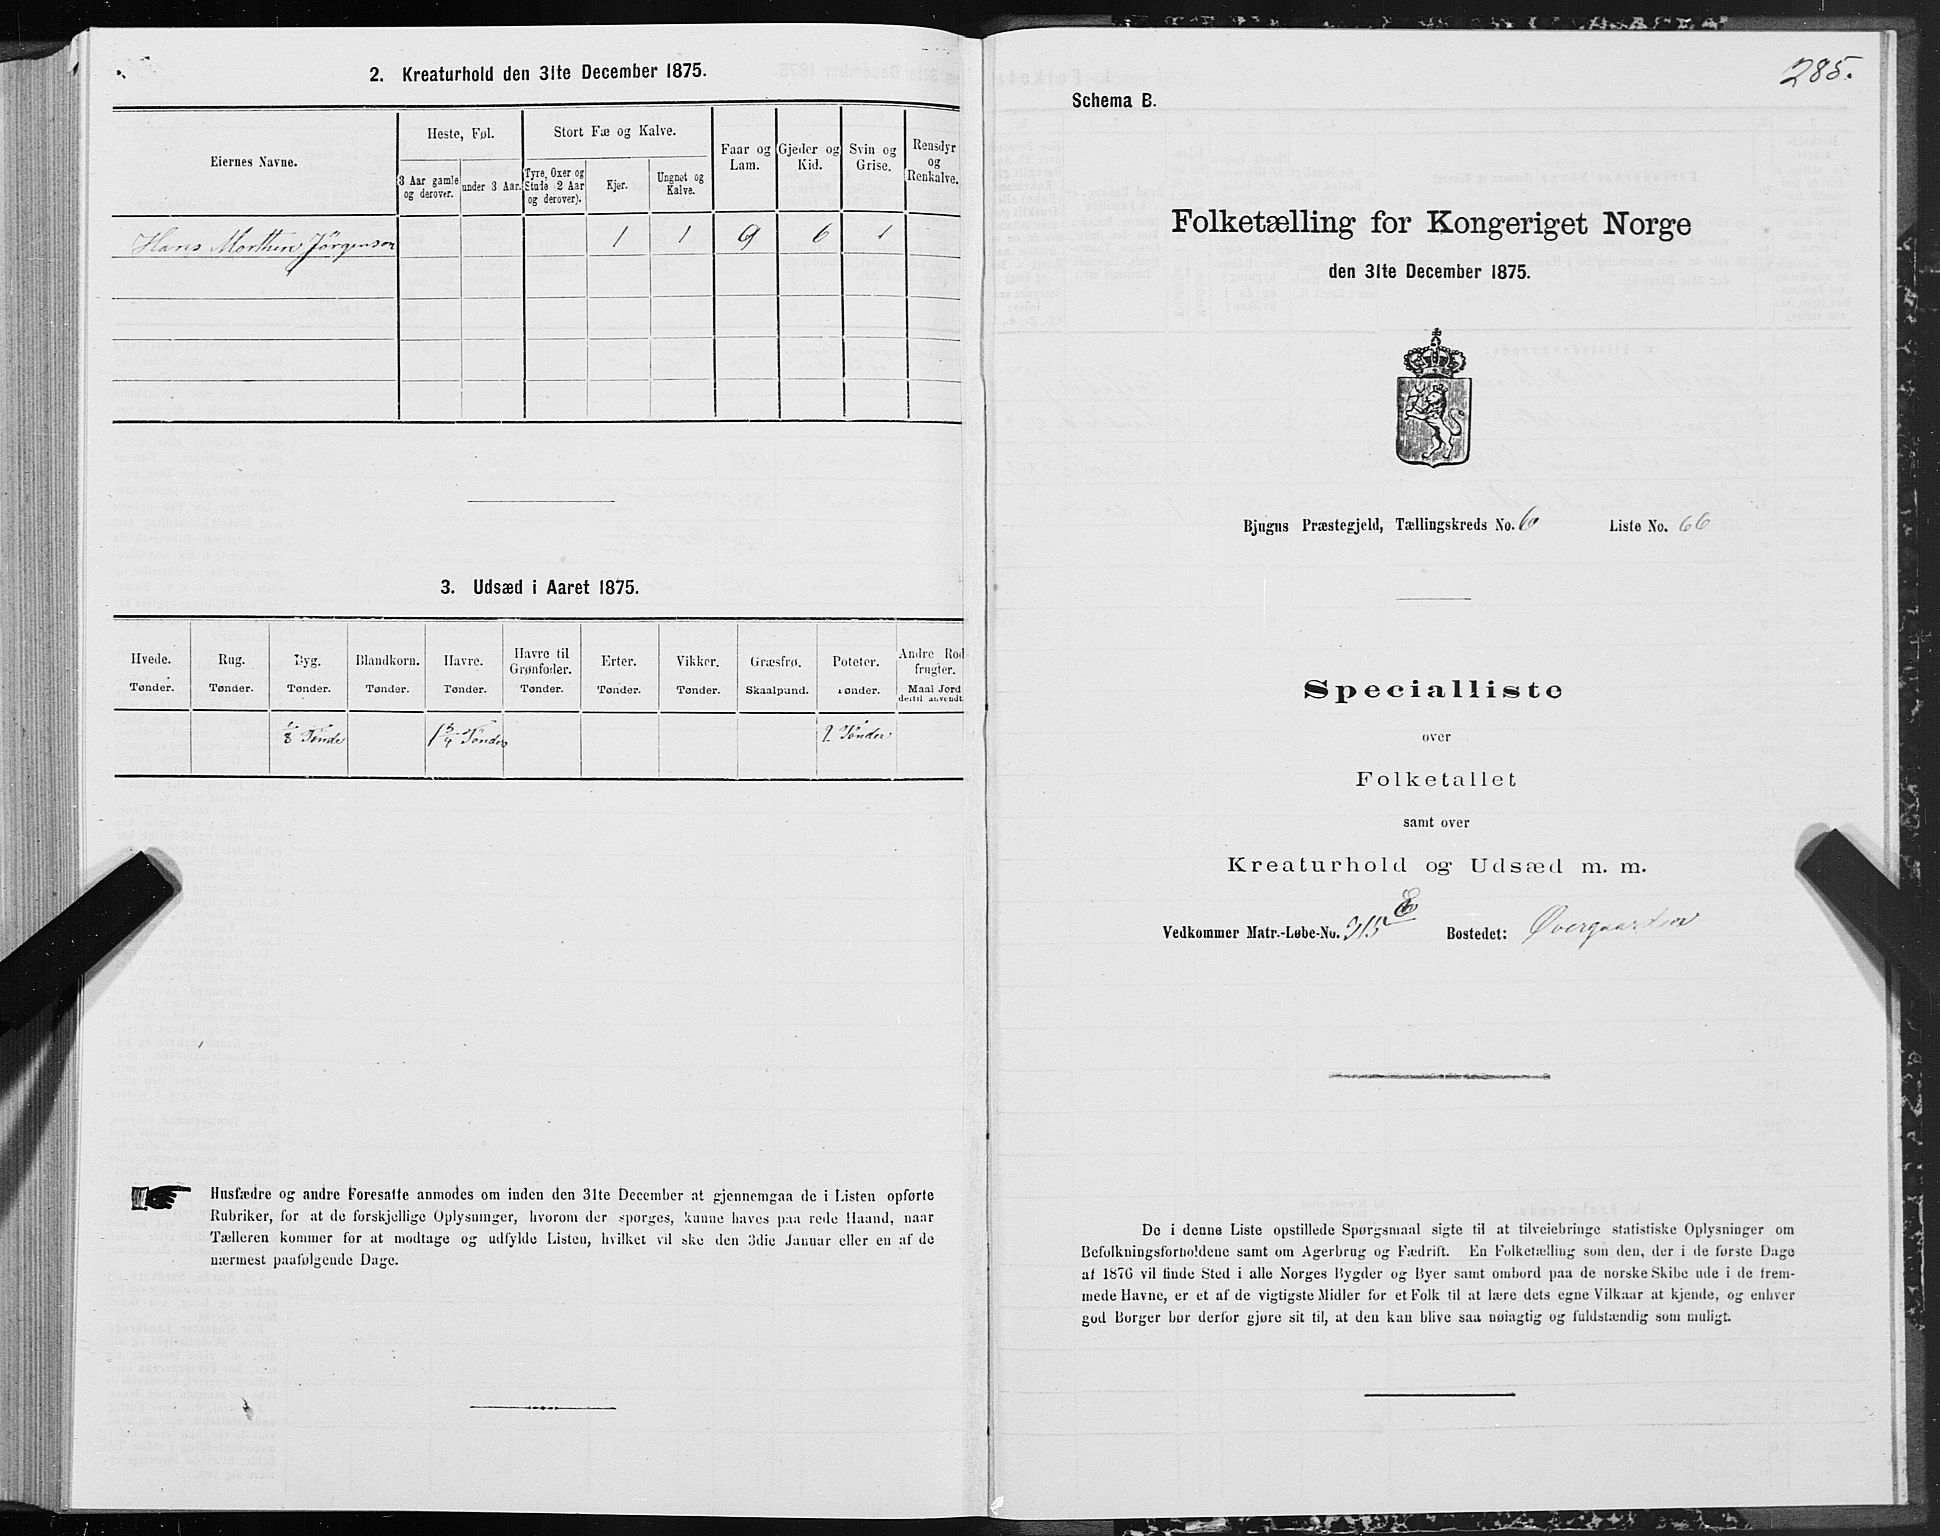 2. Kreaturhold den 31te December 1875.
Eiernes Navne.
Heste, Føl.
Stort Fæ og Kalve.
Faar og Lam.
Gjeder og Kid.
Svin og Grise.
Rensdyr og Renkalve.
3 Aar gamle og derover.
under 3 Aar.
Tyre, Oxer og Stude (2 Aar og derover).
Kjør.
Ungnøt og Kalve.
Hans Morthen Jørgensen 1 1 9 6 1
3. Udsæd i Aaret 1875.
Hvede. Rug. Byg. Blandkorn. Havre. Havre til Grønfoder. Erter. Vikker. Græsfrø. Poteter. Andre Rodfrugter.
Tønder. Tønder. Tønder. Tønder. Tønder. Tønder. Tønder. Tønder. Skaalpund. Tønder. Maal Jord dertil anvendt.
Tønde Tønder Tønder
Husfædre og andre Foresatte anmodes om inden den 31te December at gjennemgaa de i Listen opførte
Rubriker, for at de forskjellige Oplysninger, hvorom der spørges, kunne haves paa rede Haand, naar
Tælleren kommer for at modtage og udfylde Listen, hvilket vil ske den 3die Januar eller en af de
nærmest paafølgende Dage.
285.
Schema B.
Folketælling for Kongeriget Norge
den 31te December 1875.
Bjugns Præstegjeld, Tællingskreds No. 6 Liste No. 66
Specialliste
over
Folketallet
samt over
Kreaturhold og Udsæd m. m.
Vedkommer Matr.-Løbe-No. 315 Bostedet:
De i denne Liste opstillede Spørgsmaal sigte til at tilveiebringe statistiske Oplysninger om
Befolkningsforholdene samt om Agerbrug og Fædrift. En Folketælling som den, der i de første Dage
af 1876 vil finde Sted i alle Norges Bygder og Byer samt ombord paa de norske Skibe ude i de frem-
mede Havne, er et af de vigtigste Midler for et Folk til at lære dets egne Vilkaar at kjende, og enhver
god Borger bør derfor gjøre sit til, at den kan blive saa nøiagtig og fuldstændig som muligt.